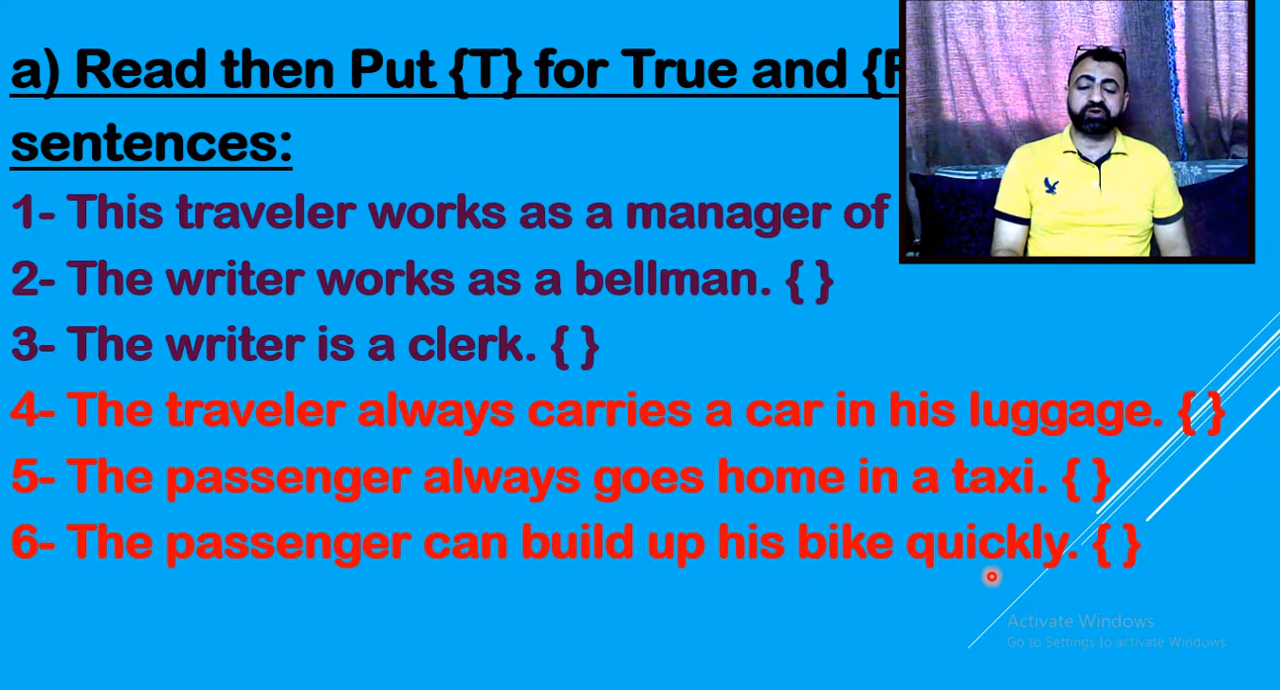 a) Read then Put {T} for True and {F
sentences:
1- This traveler works as a manager of
2- The writer works as a bellman. { }
3- The writer is a clerk. { }
4- The traveler always carries a car in his luggage. { }
5- The passenger always goes home in a taxi. { }
6- The passenger can build up his bike quickly. { }
Activate Windows
Go to Settings to activate Windows.